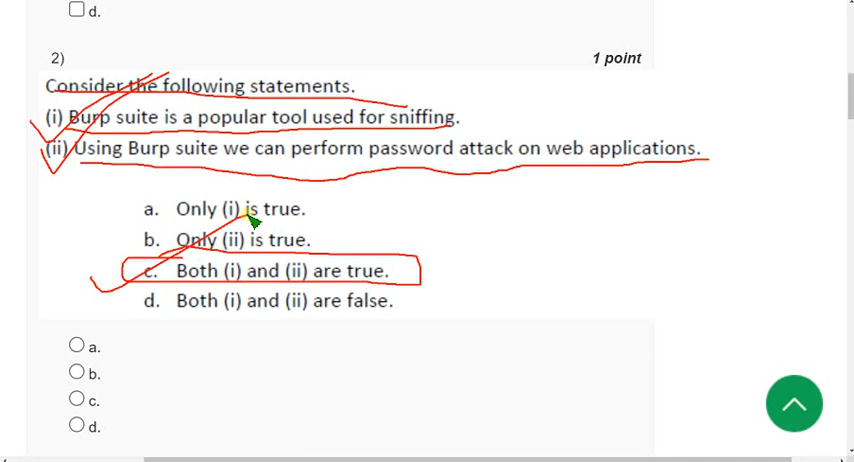 d.
2)
1 point
Consider the following statements.
(i) Burp suite is a popular tool used for sniffing.
(ii) Using Burp suite we can perform password attack on web applications.
a. Only (i) is true.
b. Only (ii) is true.
c. Both (i) and (ii) are true.
d. Both (i) and (ii) are false.
a.
b.
c.
d.